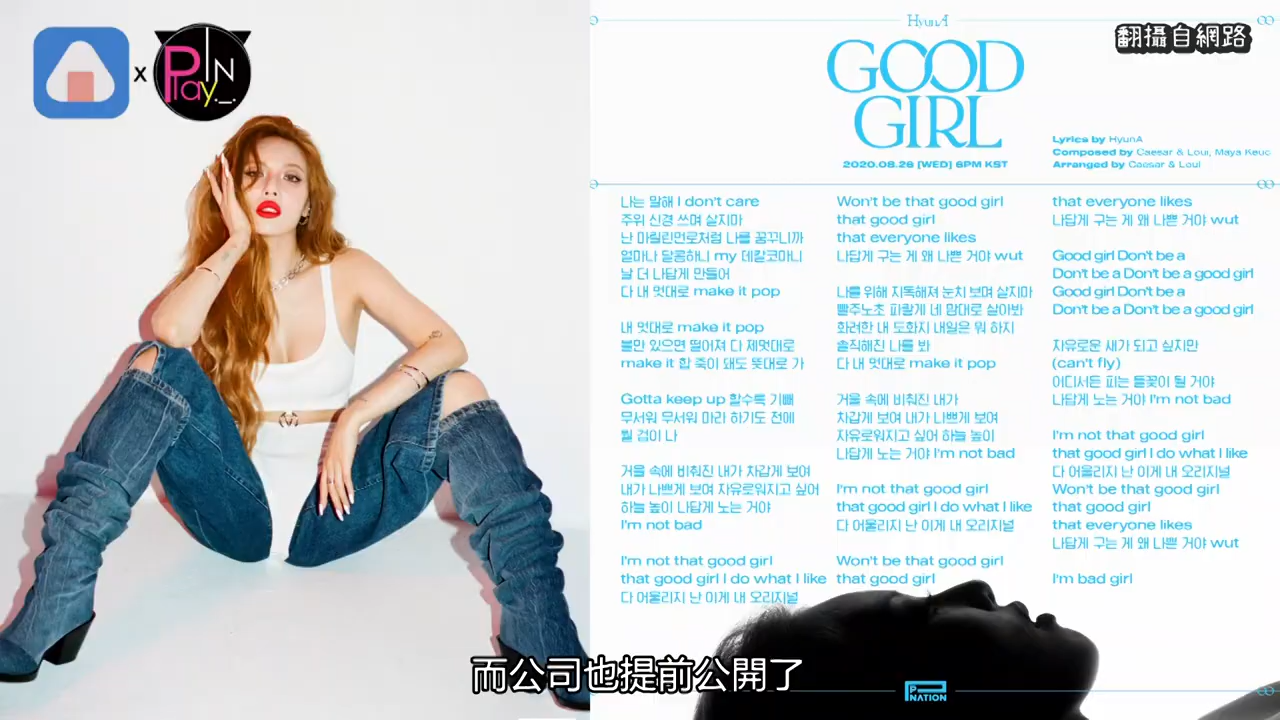 x
PIN
Play._.
翻攝自網路
HyunA
GOOD
GIRL
2020.08.26 [WED] 6PM KST
Lyrics by HyunA
Composed by Caesar & Loui, Maya
Arranged by Caesar & Loui
나는 말해 I don't care
주위 신경 쓰며 살지마
난 마릴린먼로처럼 나를 꿈꾸니까
얼마나 달콤하니 my 데칼코마니
날 더 나답게 만들어
다 내 멋대로 make it pop
내 멋대로 make it pop
불만 있으면 떨어져 다 제멋대로
make it 합 죽이 돼도 뜻대로 가
Gotta keep up 할수록 기빼
무서워 무서워 마라 하기도 전에
뭘 겁이 나
거울 속에 비춰진 내가 차갑게 보여
내가 나쁘게 보여 자유로워지고 싶어
하늘 높이 나답게 노는 거야
I'm not bad
I'm not that good girl
that good girl I do what I like
다 어울리지 난 이게 내 오리지널
Won't be that good girl
that good girl
that everyone likes
나답게 구는 게 왜 나쁜 거야 wut
나를 위해 지독해져 눈치 보며 살지마
빨주노초 파랗게 네 맘대로 살아봐
화려한 내 도화지 내일은 뭐 하지
솔직해진 나를 봐
다 내 멋대로 make it pop
거울 속에 비춰진 내가
차갑게 보여 내가 나쁘게 보여
자유로워지고 싶어 하늘 높이
나답게 노는 거야 I'm not bad
I'm not that good girl
that good girl I do what I like
다 어울리지 난 이게 내 오리지널
Won't be that good girl
that good girl
that everyone likes
나답게 구는 게 왜 나쁜 거야 wut
Good girl Don't be a
Don't be a Don't be a good girl
Good girl Don't be a
Don't be a Don't be a good girl
자유로운 새가 되고 싶지만
(can't fly)
어디서든 피는 들꽃이 될 거야
나답게 노는 거야 I'm not bad
I'm not that good girl
that good girl I do what I like
다 어울리지 난 이게 내 오리지널
Won't be that good girl
that good girl
that everyone likes
나답게 구는 게 왜 나쁜 거야 wut
I'm bad girl
而公司也提前公開了
P NATION